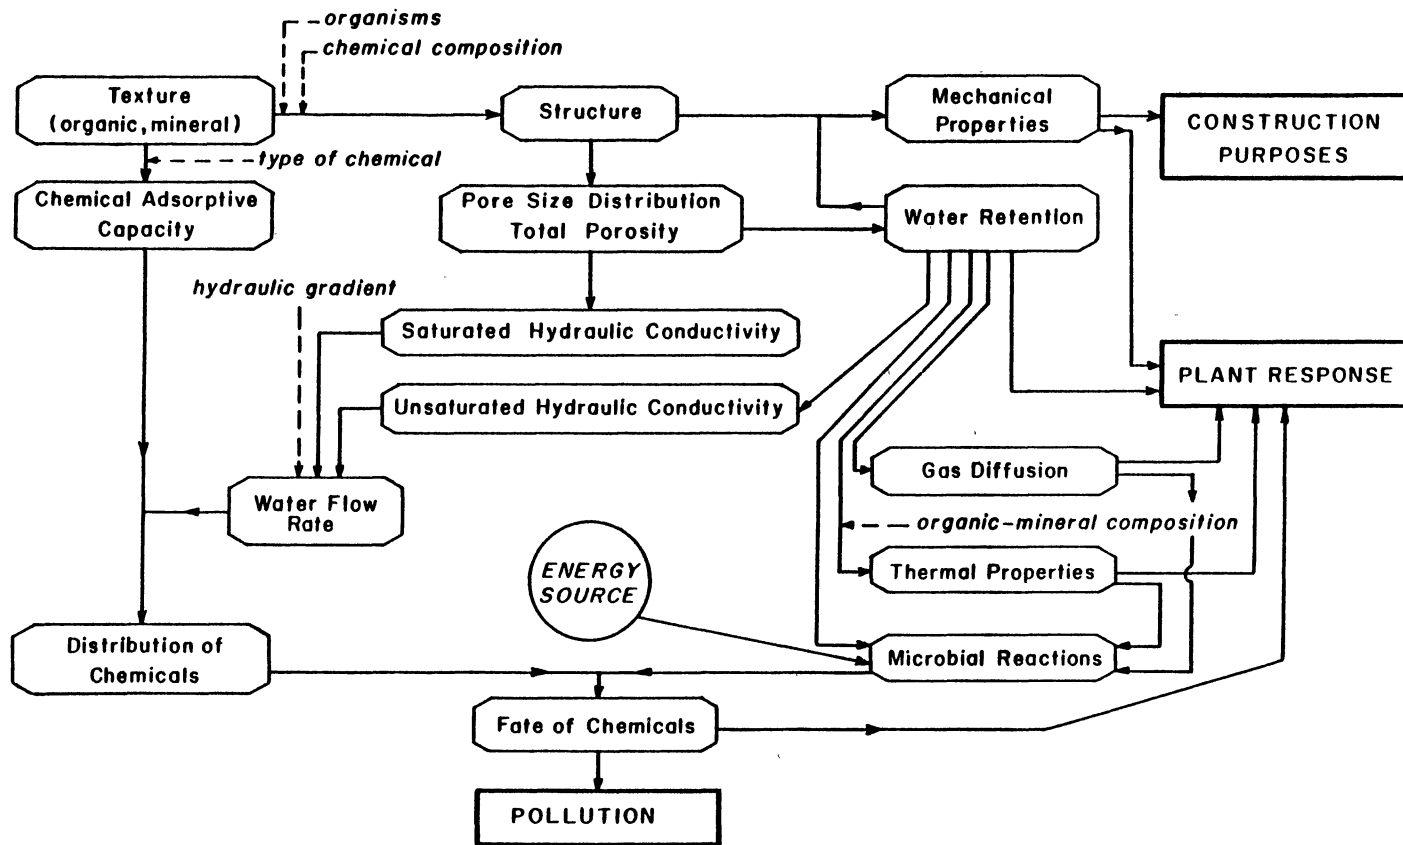 organisms
chemical composition
Texture
(organic, mineral)
Structure
Mechanical
Properties
CONSTRUCTION
PURPOSES
type of chemical
Chemical Adsorptive
Capacity
Pore Size Distribution
Total Porosity
Water Retention
hydraulic gradient
Saturated Hydraulic Conductivity
PLANT RESPONSE
Unsaturated Hydraulic Conductivity
Gas Diffusion
Water Flow
Rate
organic-mineral composition
ENERGY
SOURCE
Thermal Properties
Distribution of
Chemicals
Microbial Reactions
Fate of Chemicals
POLLUTION